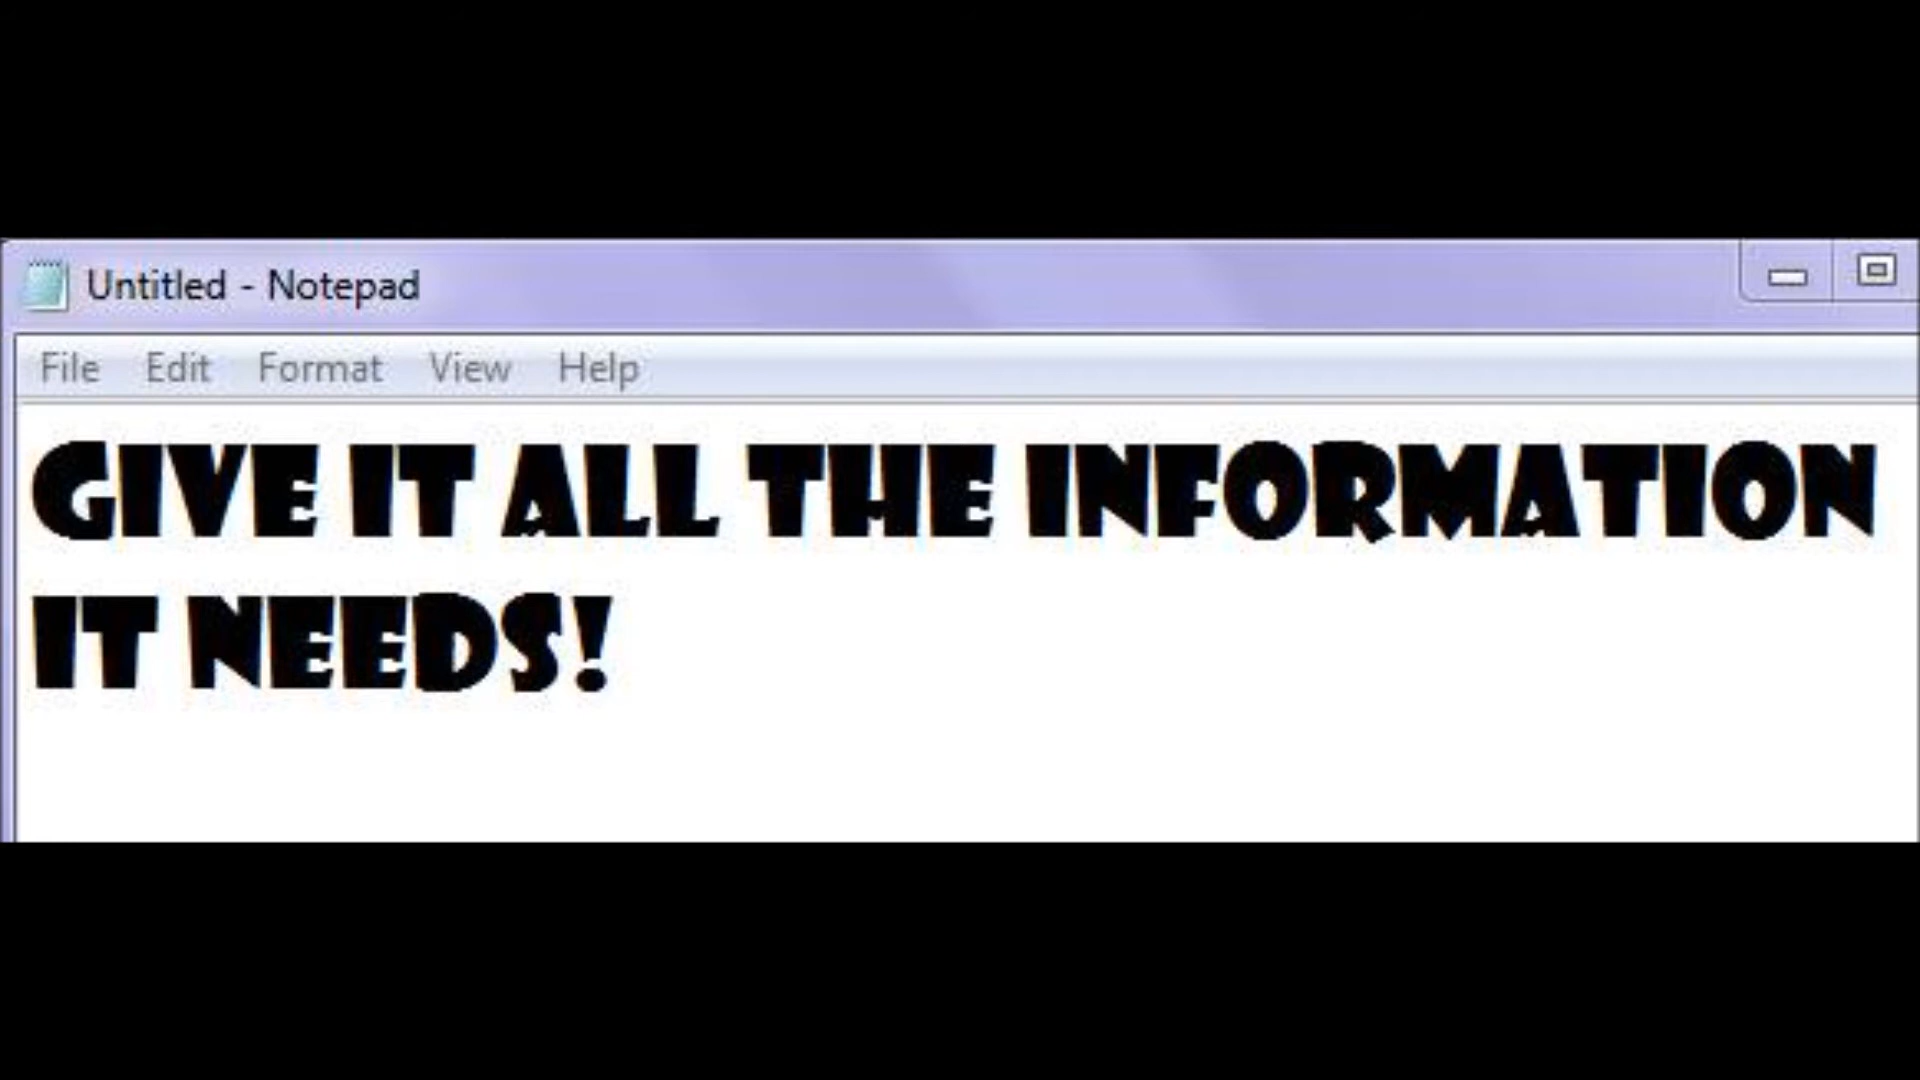 Untitled - Notepad
File Edit Format View Help
GIVE IT ALL THE INFORMATION
IT NEEDS!